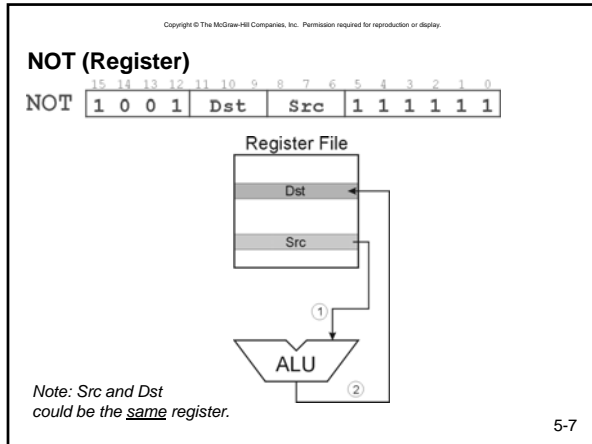 Copyright © The McGraw-Hill Companies, Inc. Permission required for reproduction or display.
NOT (Register)
15 14 13 12 11 10 9 8 7 6 5 4 3 2 1 0
NOT 1 0 0 1 Dst Src 1 1 1 1 1 1
Register File
Dst
Src
1
ALU
2
Note: Src and Dst
could be the same register.
5-7